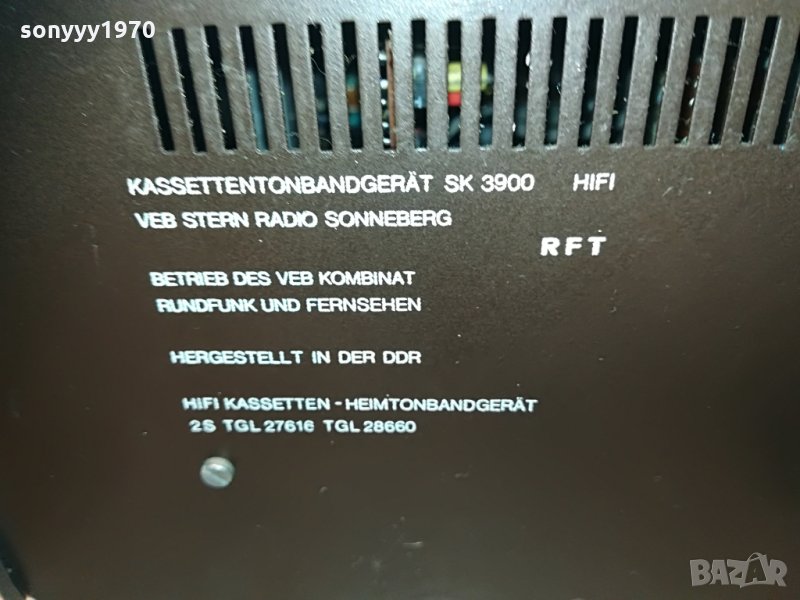 sonyyy1970
KASSETTENTONBANDGERÄT SK 3900 HIFI
VEB STERN RADIO SONNEBERG
RFT
BETRIEB DES VEB KOMBINAT
RUNDFUNK UND FERNSEHEN
HERGESTELLT IN DER DDR
HIFI KASSETTEN - HEIMTONBANDGERÄT
2S TGL 27616 TGL 28660
BAZAR